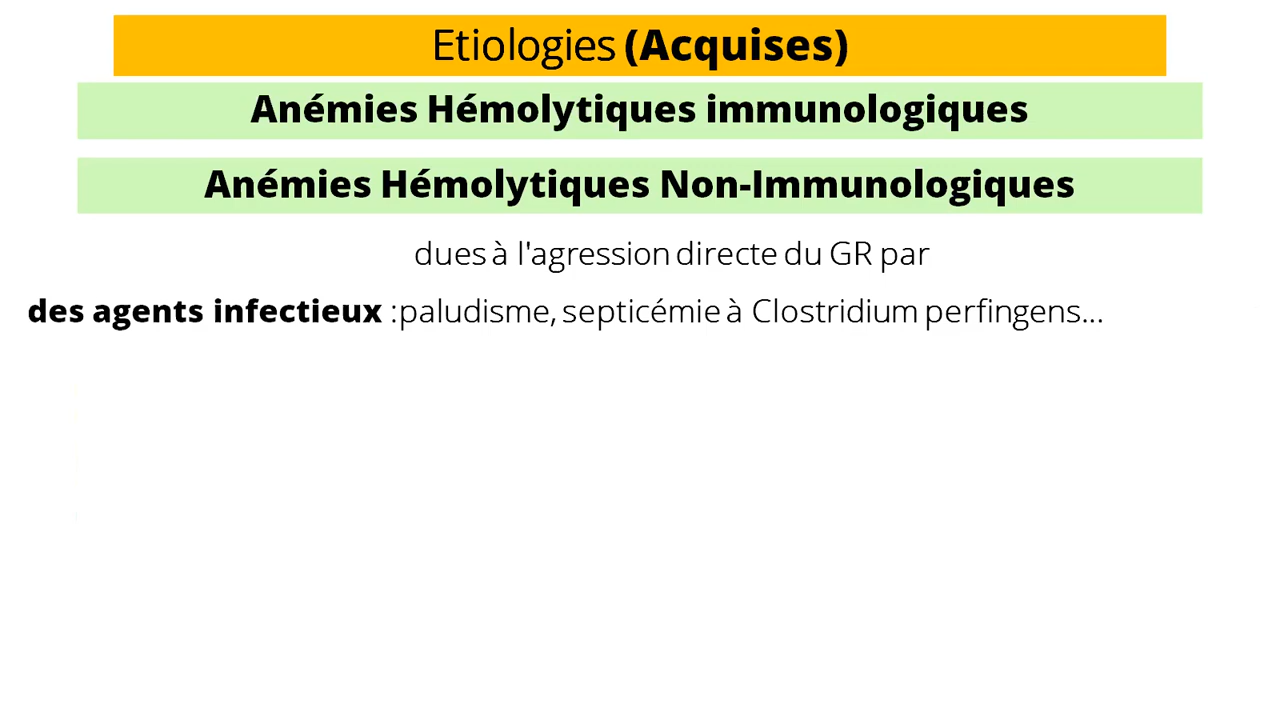 Etiologies (Acquises)
Anémies Hémolytiques immunologiques
Anémies Hémolytiques Non-Immunologiques
dues à l'agression directe du GR par
des agents infectieux :paludisme, septicémie à Clostridium perfingens...